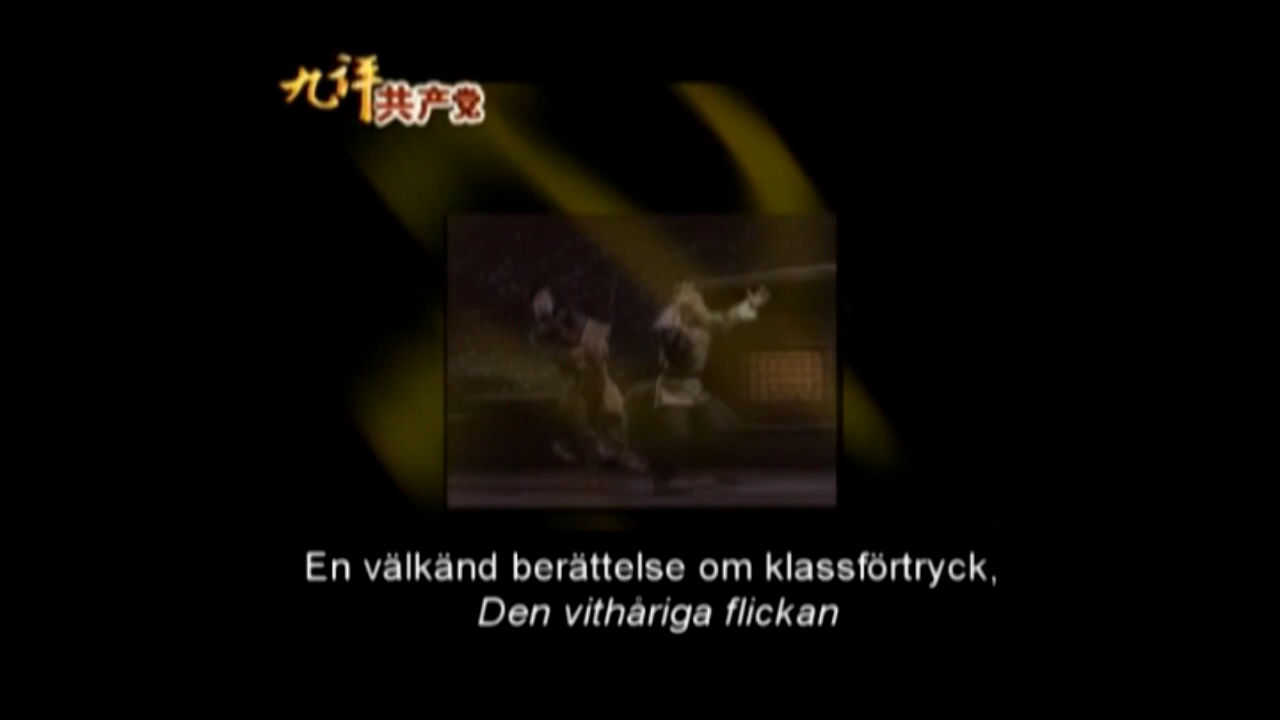 九评共产党
En välkänd berättelse om klassförtryck,
Den vithåriga flickan